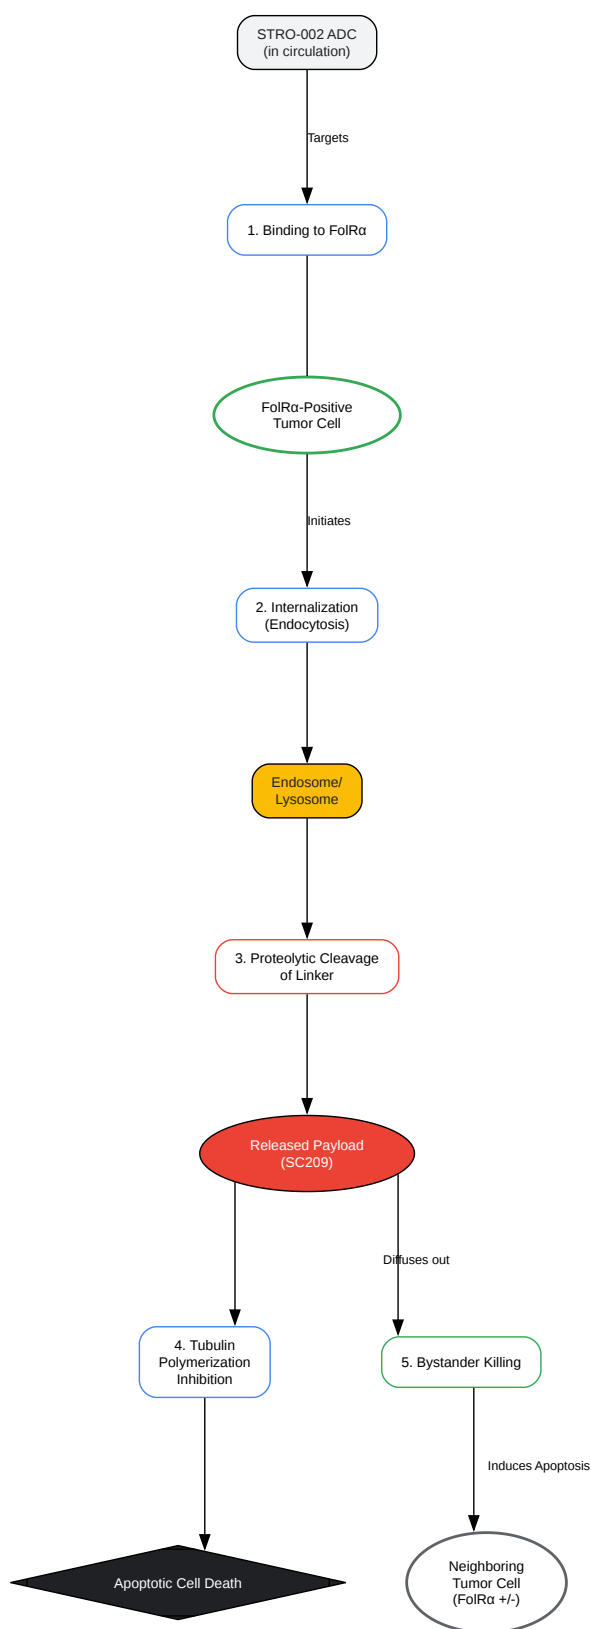 STRO-002 ADC
(in circulation)
Targets
1. Binding to FolRα
FolRα-Positive
Tumor Cell
Initiates
2. Internalization
(Endocytosis)
Endosome/
Lysosome
3. Proteolytic Cleavage
of Linker
Released Payload
(SC209)
Diffuses out
4. Tubulin
Polymerization
Inhibition
5. Bystander Killing
Induces Apoptosis
Apoptotic Cell Death
Neighboring
Tumor Cell
(FolRα +/-)